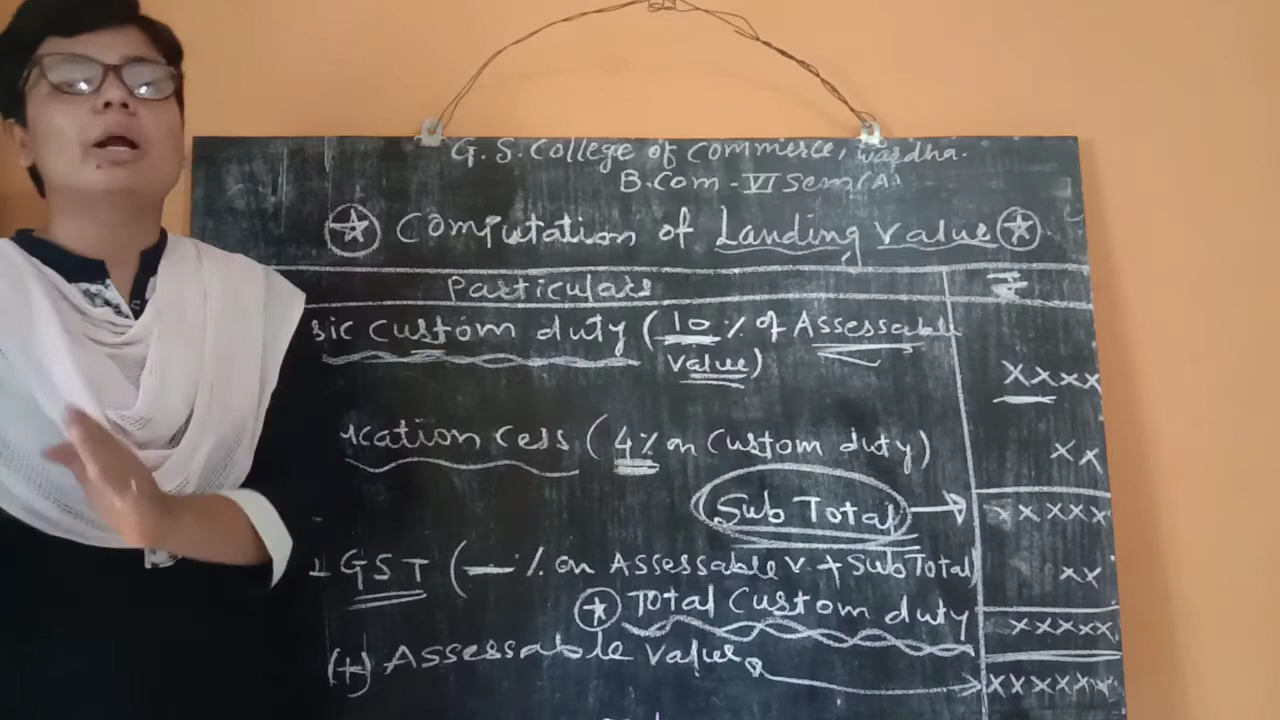 G. S. College of Commerce, Wardha.
B.Com - VI Sem (A)
Computation of Landing Value
Particulars ₹
sic Custom duty (10 % of Assessable
Value) xxxx
ucation Cess (4% on Custom duty) xx
Sub Total → xxxxx
IGST (—% on Assessable V. + Sub Total) xx
Total Custom duty xxxxx
(+) Assessable Value → xxxxxx